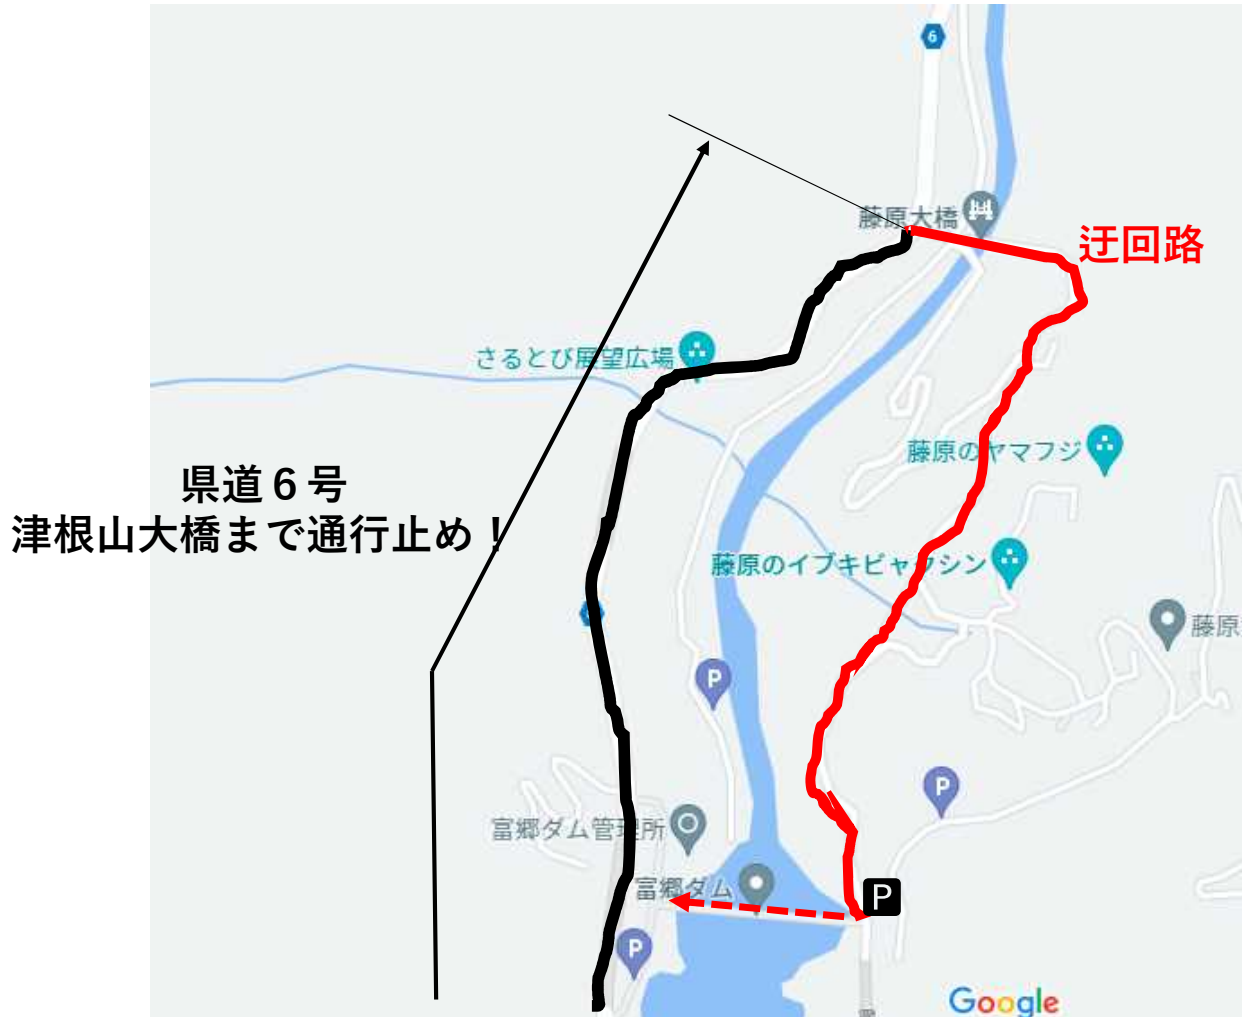 6
藤原大橋
迂回路
さるとび展望広場
藤原のヤマフジ
県道６号
津根山大橋まで通行止め！
藤原のイブキビャクシン
藤原
P
P
富郷ダム管理所
富郷ダム
P
P
Google